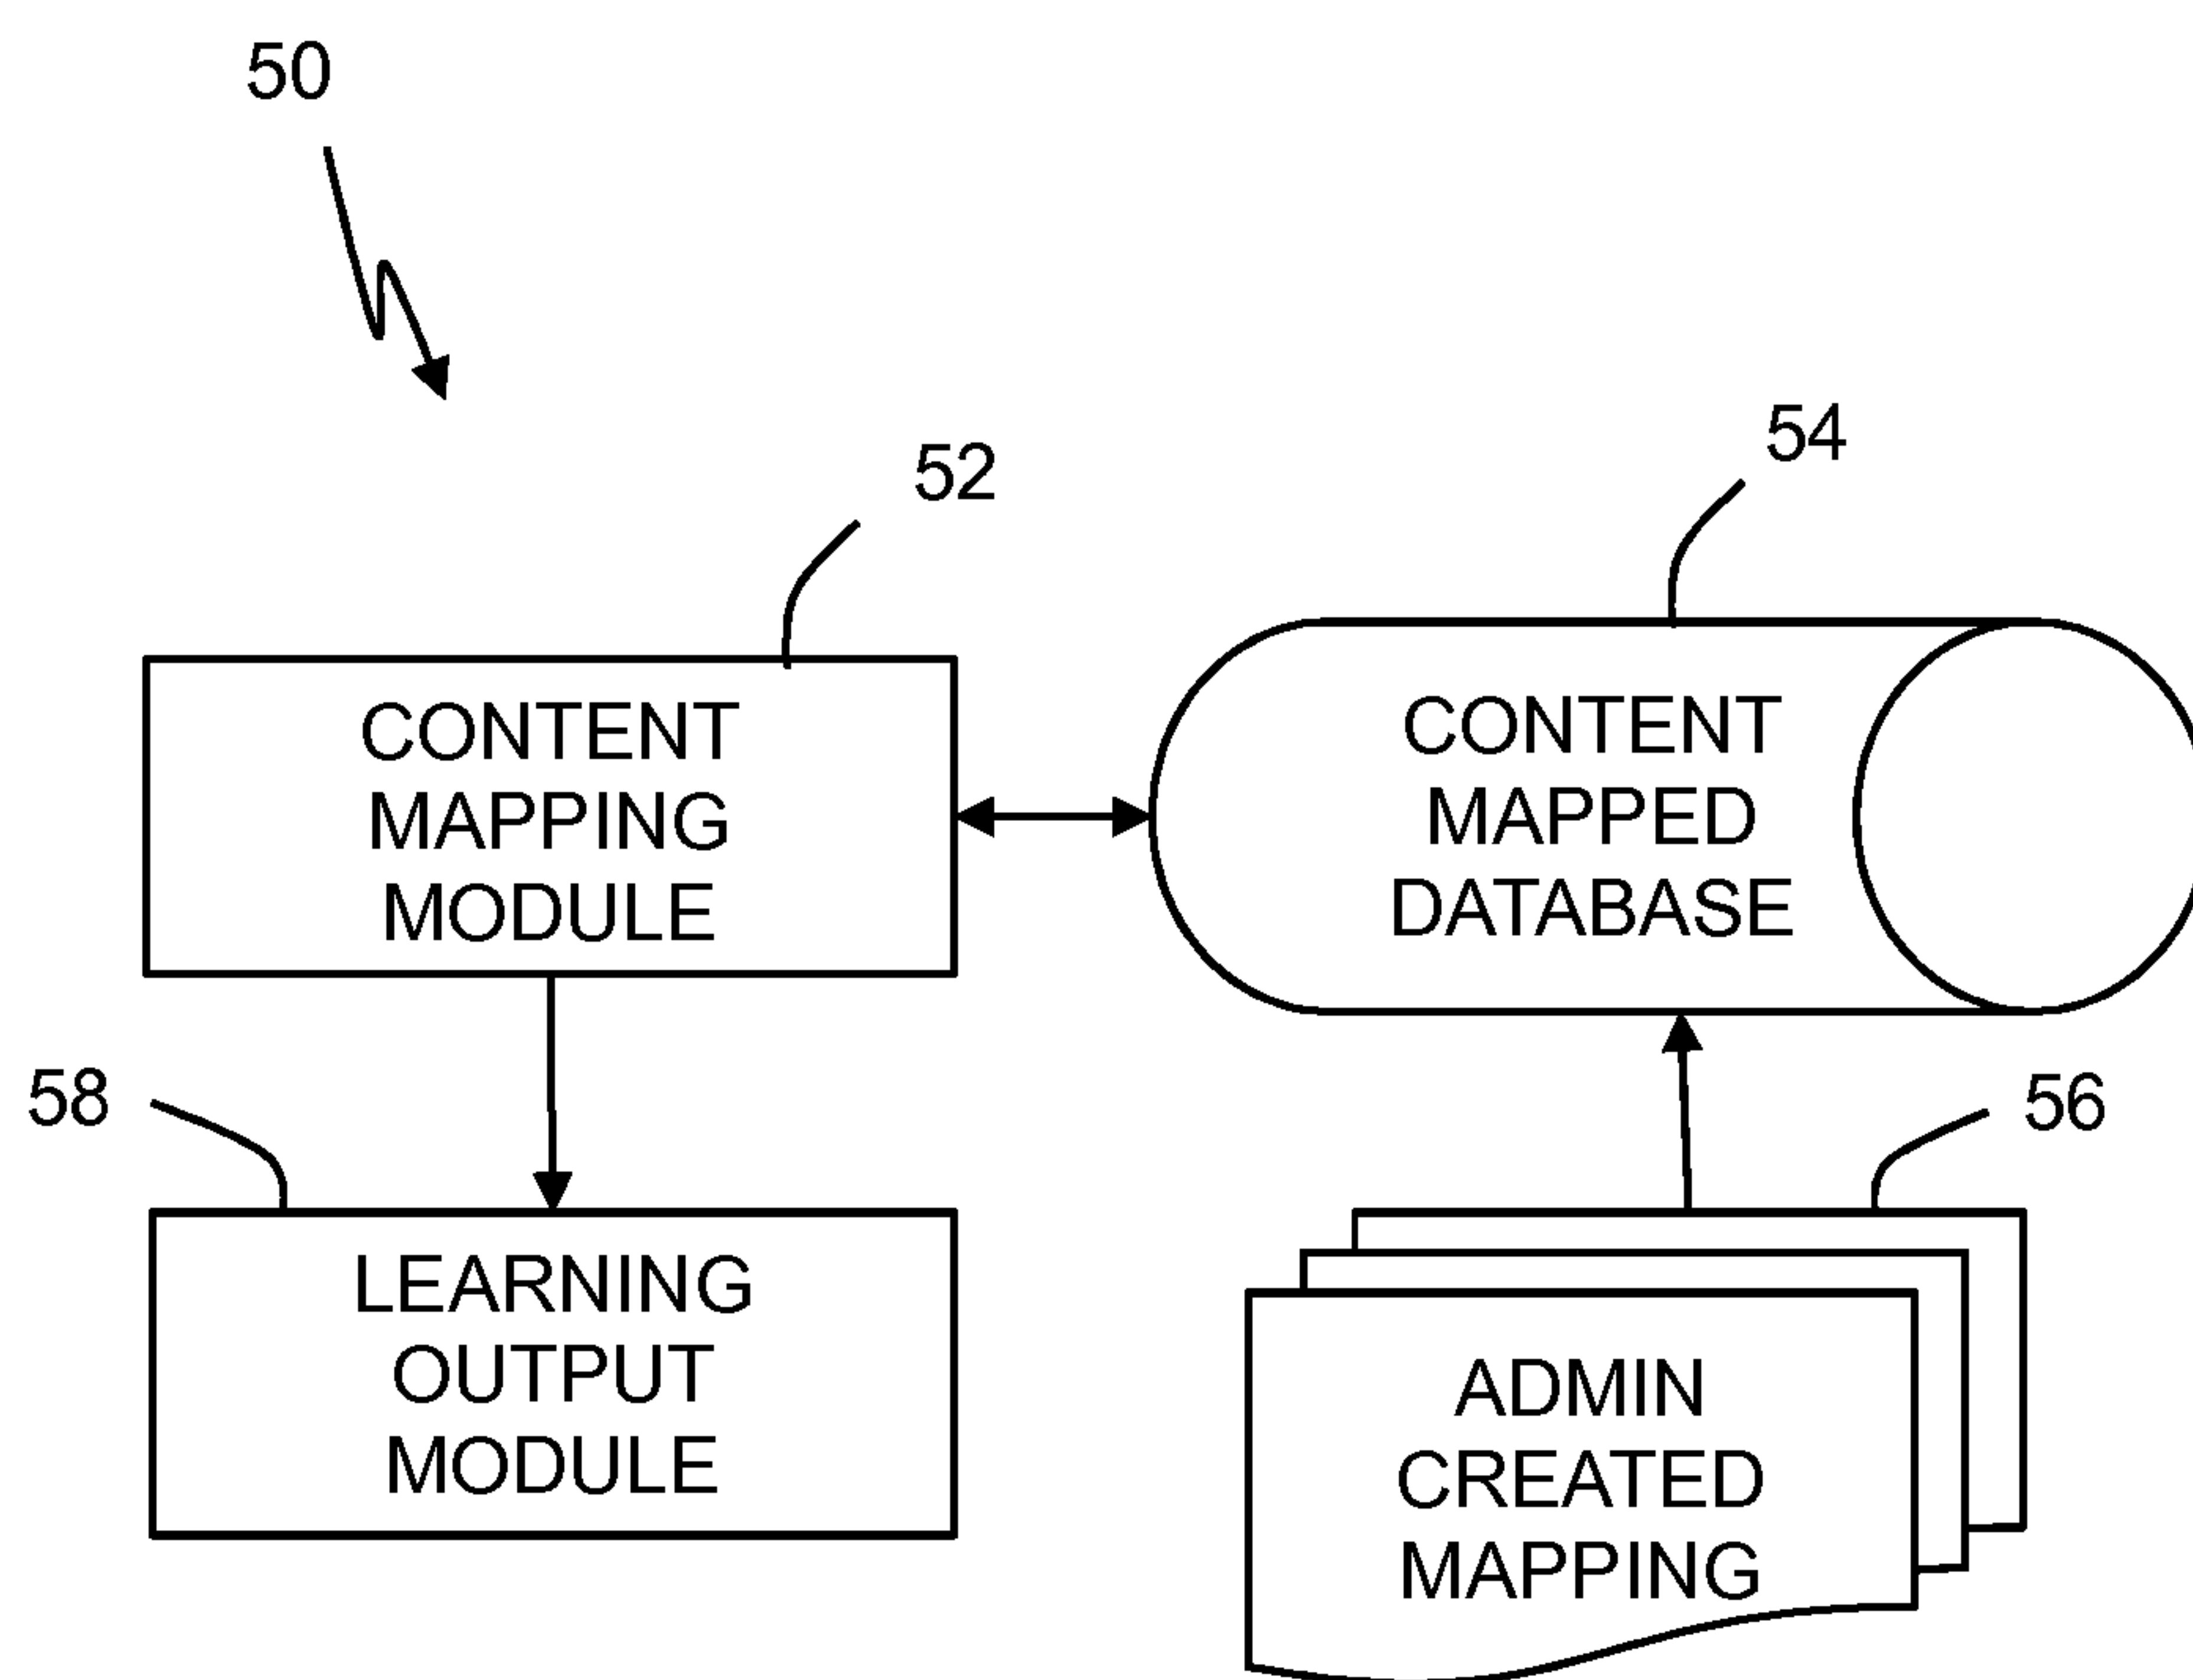 50
52
54
CONTENT
MAPPING
MODULE
CONTENT
MAPPED
DATABASE
58
56
LEARNING
OUTPUT
MODULE
ADMIN
CREATED
MAPPING